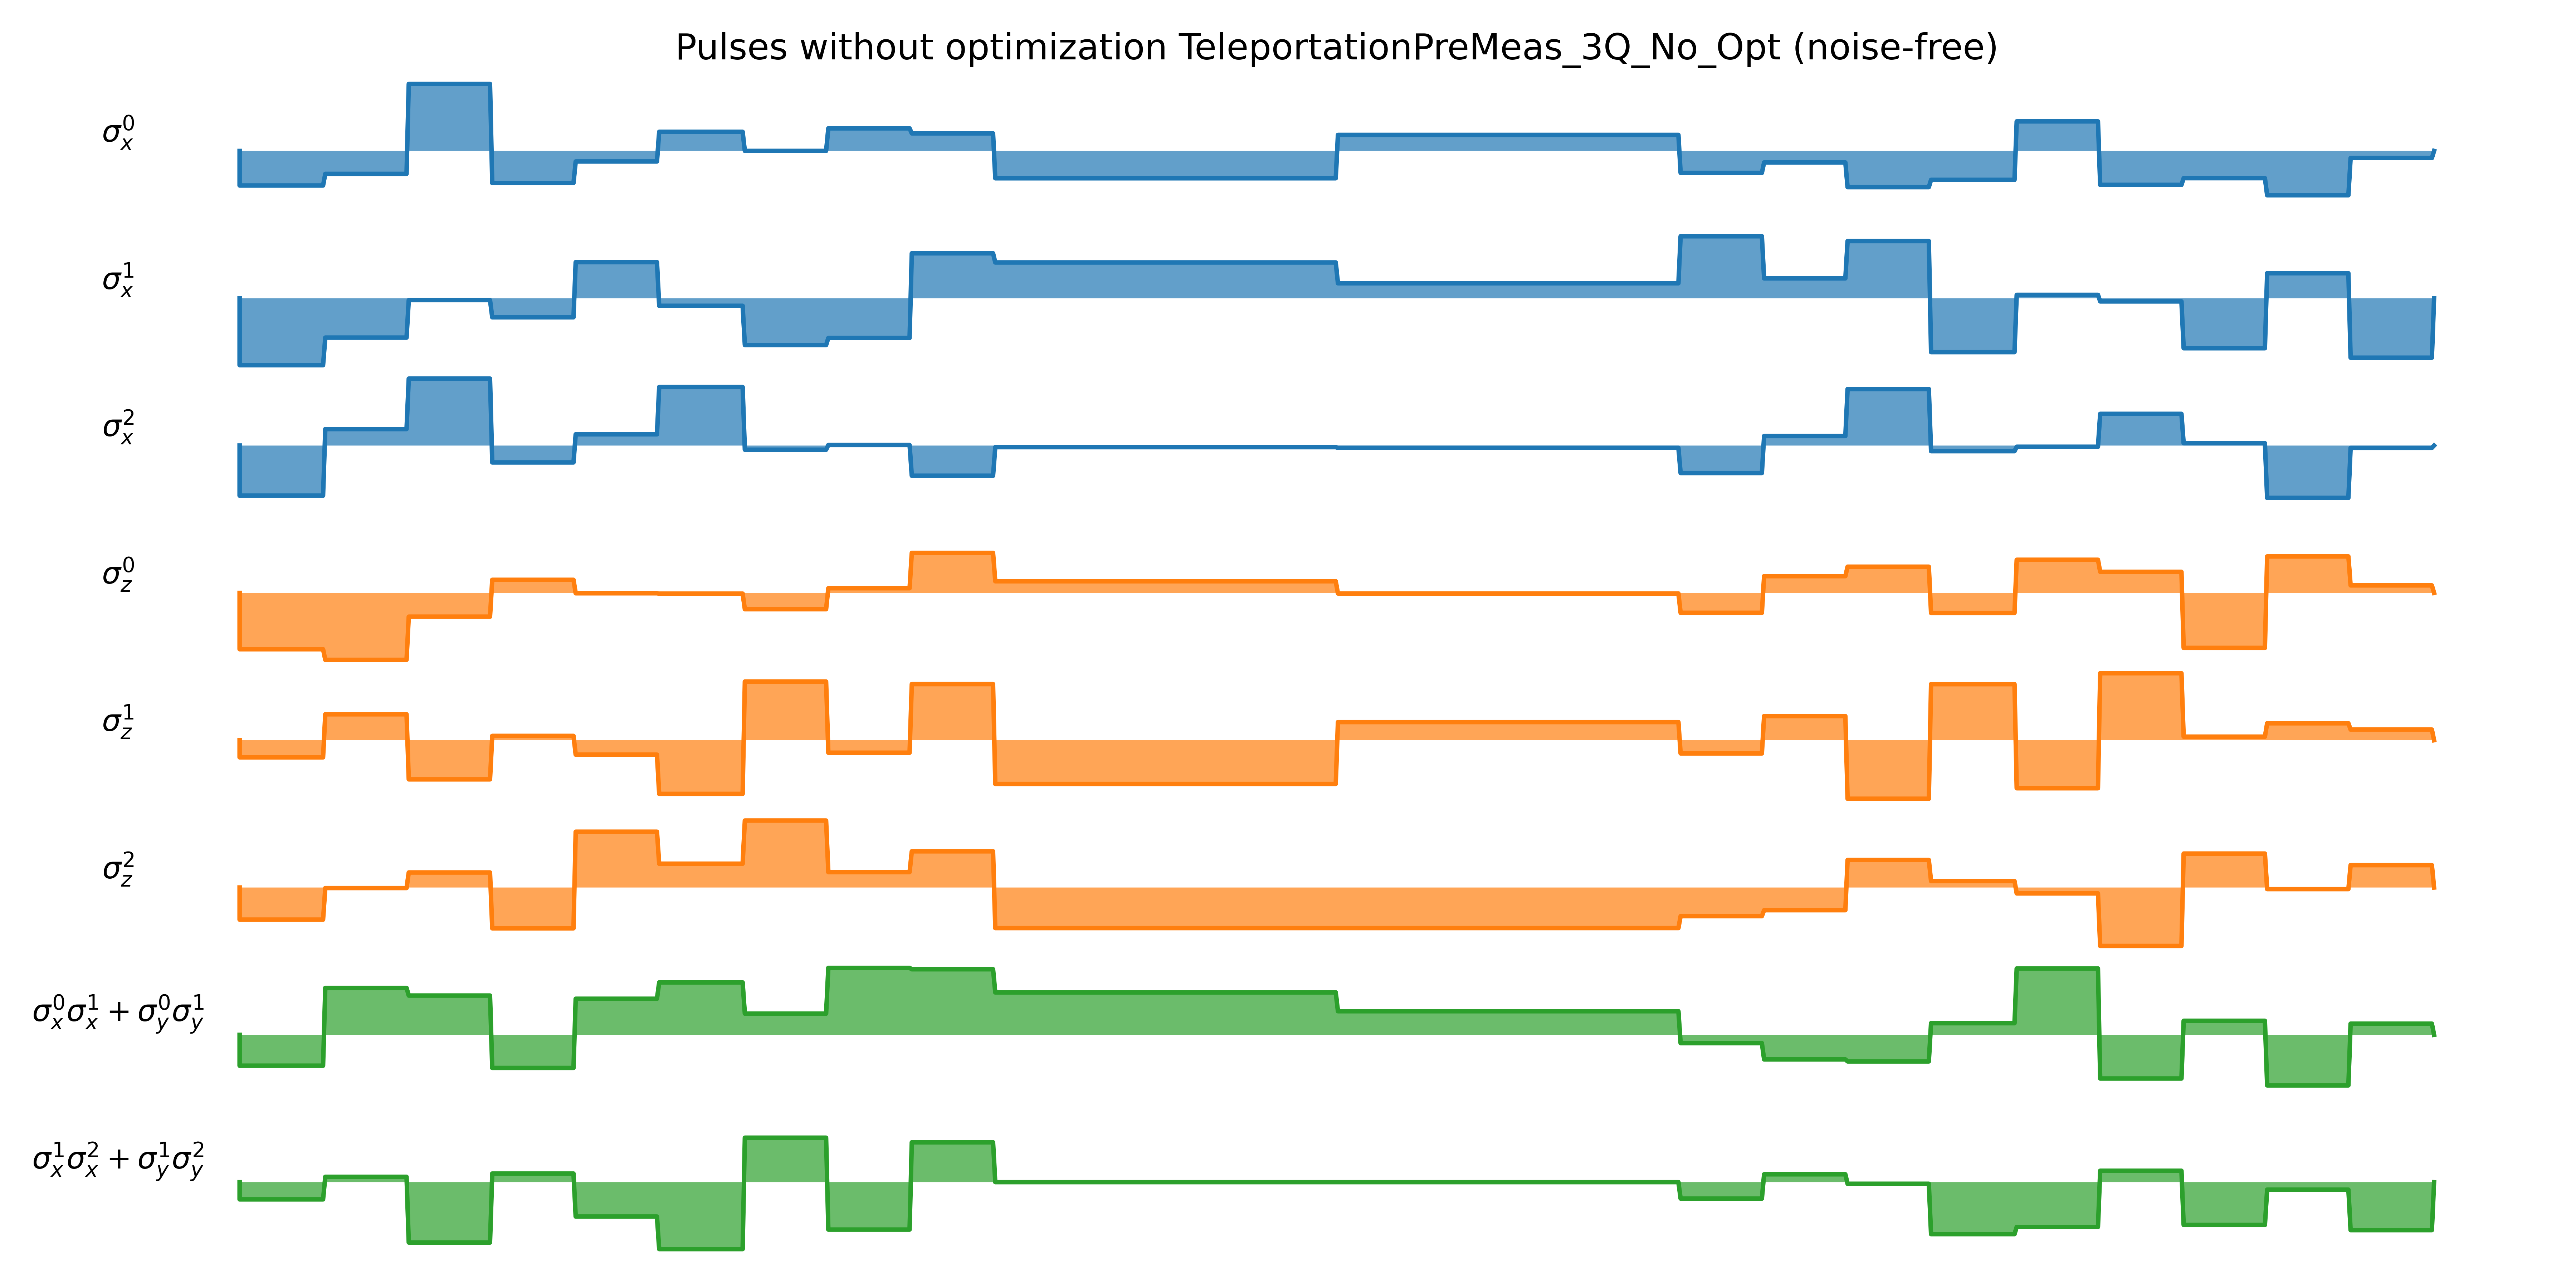 Pulses without optimization TeleportationPreMeas_3Q_No_Opt (noise-free)
σ_x^0
σ_x^1
σ_x^2
σ_z^0
σ_z^1
σ_z^2
σ_x^0σ_x^1 + σ_y^0σ_y^1
σ_x^1σ_x^2 + σ_y^1σ_y^2